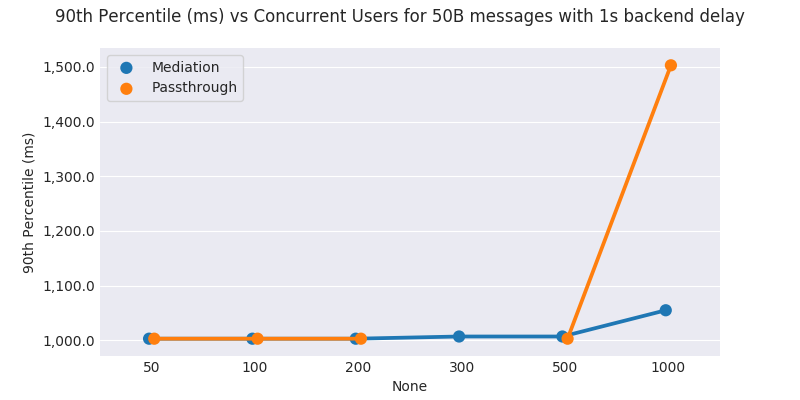 90th Percentile (ms) vs Concurrent Users for 50B messages with 1s backend delay
Mediation
Passthrough
1,500.0
1,400.0
1,300.0
1,200.0
1,100.0
1,000.0
90th Percentile (ms)
50 100 200 300 500 1000
None